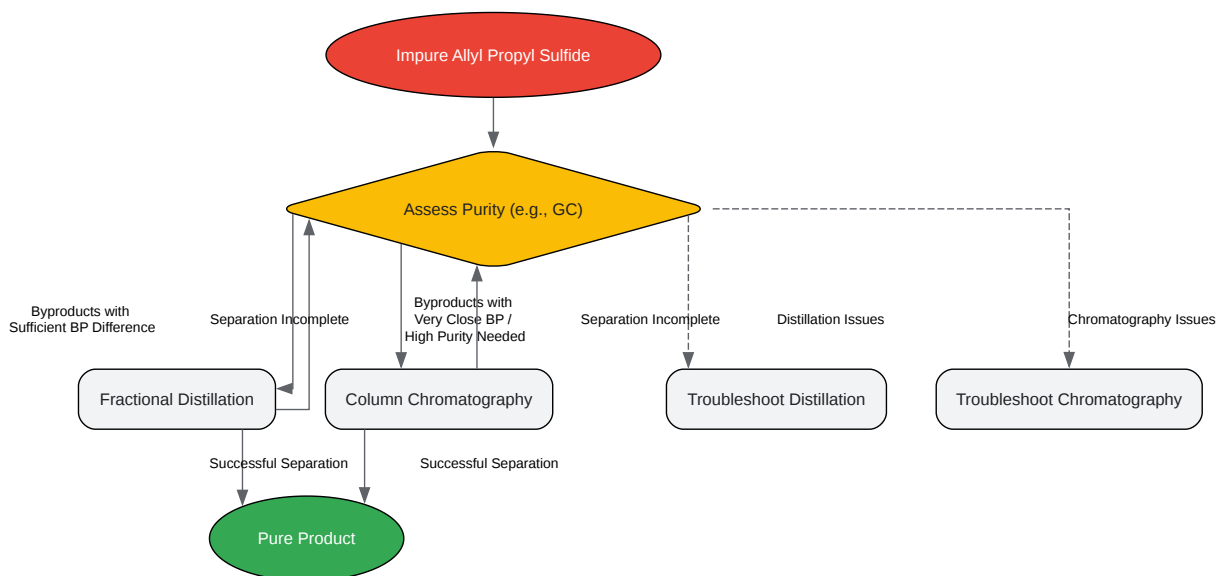 Impure Allyl Propyl Sulfide
Assess Purity (e.g., GC)
Byproducts with
Sufficient BP Difference
Separation Incomplete
Byproducts with
Very Close BP /
High Purity Needed
Separation Incomplete
Distillation Issues
Chromatography Issues
Fractional Distillation
Column Chromatography
Troubleshoot Distillation
Troubleshoot Chromatography
Successful Separation
Successful Separation
Pure Product